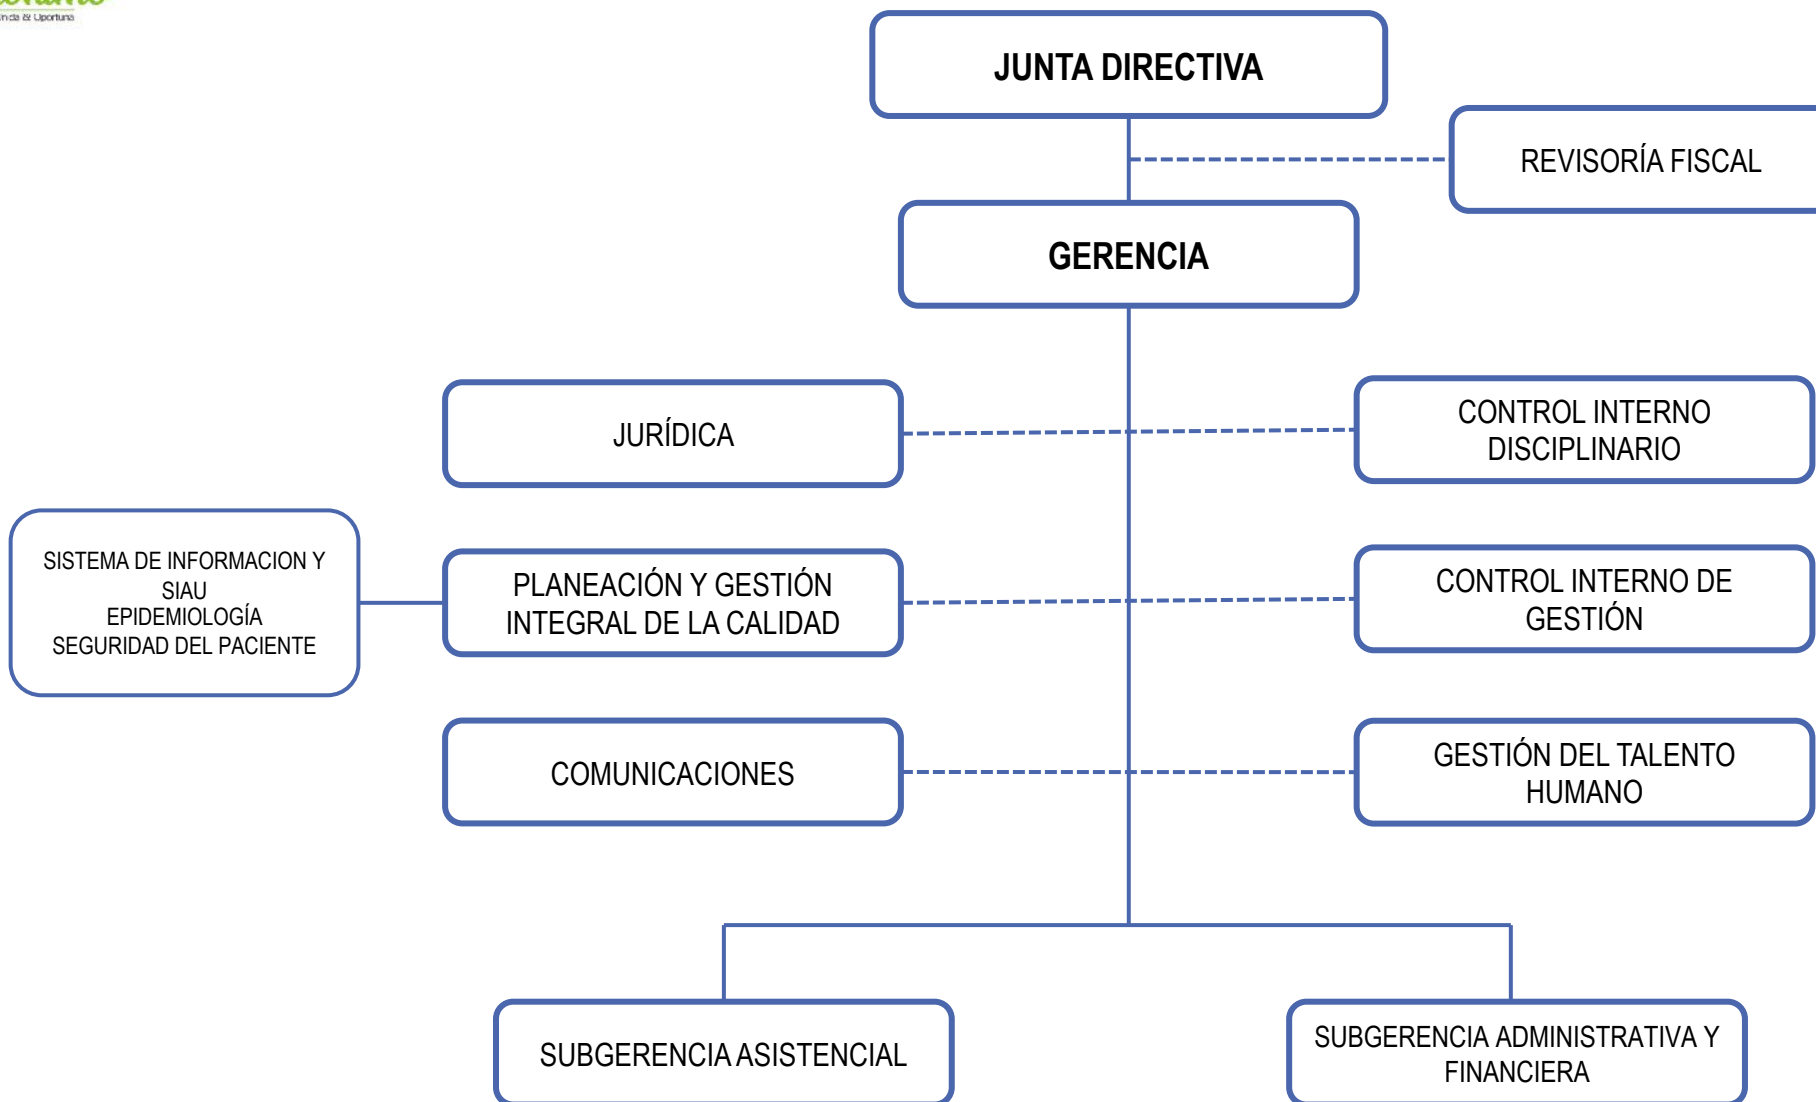 JUNTA DIRECTIVA
REVISORÍA FISCAL
GERENCIA
JURÍDICA
CONTROL INTERNO
DISCIPLINARIO
SISTEMA DE INFORMACION Y
SIAU
EPIDEMIOLOGÍA
SEGURIDAD DEL PACIENTE
PLANEACIÓN Y GESTIÓN
INTEGRAL DE LA CALIDAD
CONTROL INTERNO DE
GESTIÓN
COMUNICACIONES
GESTIÓN DEL TALENTO
HUMANO
SUBGERENCIA ASISTENCIAL
SUBGERENCIA ADMINISTRATIVA Y
FINANCIERA